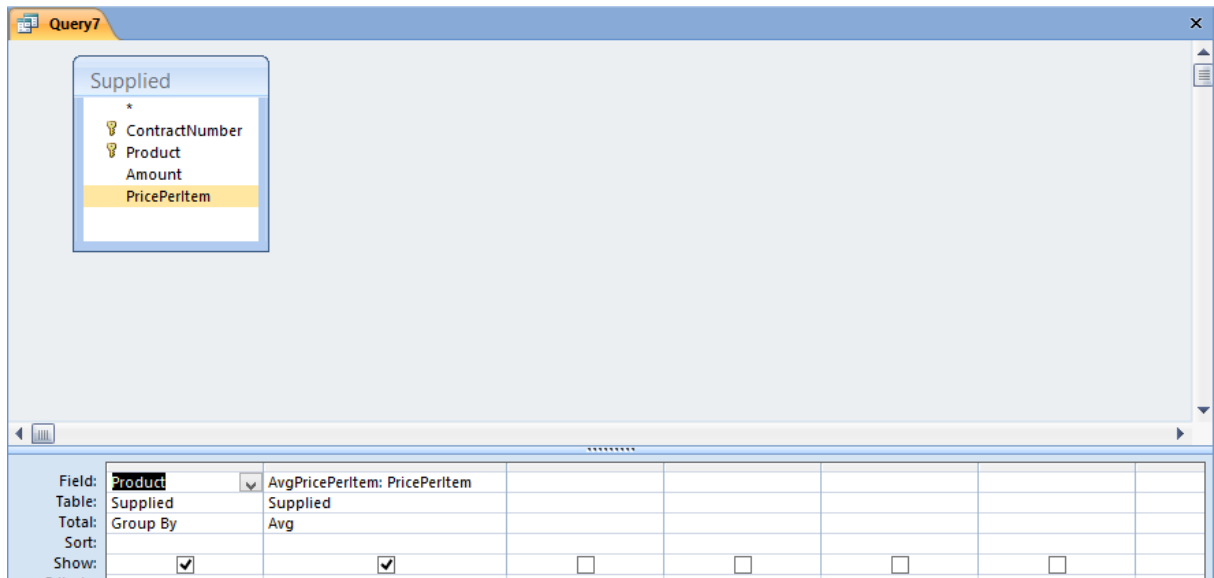 Query7
Supplied
*
ContractNumber
Product
Amount
PricePerItem
Field: Product AvgPricePerItem: PricePerItem
Table: Supplied Supplied
Total: Group By Avg
Sort:
Show: